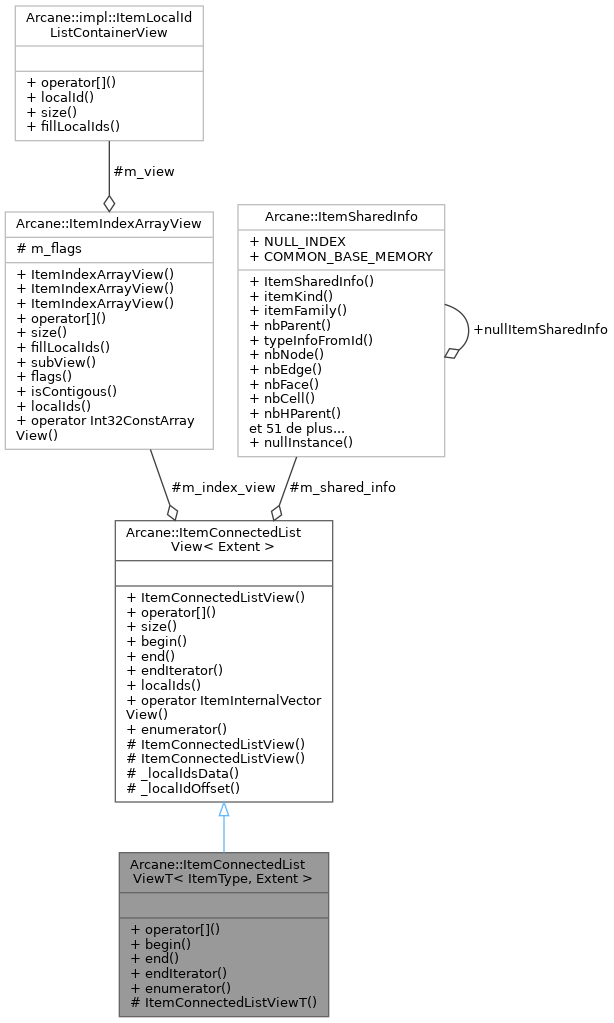 Arcane::impl::ItemLocalId
ListContainerView
+ operator[]()
+ localId()
+ size()
+ fillLocalIds()
#m_view
Arcane::ItemIndexArrayView
# m_flags
+ ItemIndexArrayView()
+ ItemIndexArrayView()
+ ItemIndexArrayView()
+ operator[]()
+ size()
+ fillLocalIds()
+ subView()
+ flags()
+ isContigous()
+ localIds()
+ operator Int32ConstArray
View()
Arcane::ItemSharedInfo
+ NULL_INDEX
+ COMMON_BASE_MEMORY
+ ItemSharedInfo()
+ itemKind()
+ itemFamily()
+ nbParent()
+ typeInfoFromId()
+ nbNode()
+ nbEdge()
+ nbFace()
+ nbCell()
+ nbHParent()
et 51 de plus...
+ nullInstance()
+nullItemSharedInfo
#m_index_view
#m_shared_info
Arcane::ItemConnectedList
View< Extent >
+ ItemConnectedListView()
+ operator[]()
+ size()
+ begin()
+ end()
+ endIterator()
+ localIds()
+ operator ItemInternalVector
View()
+ enumerator()
# ItemConnectedListView()
# ItemConnectedListView()
# _localIdsData()
# _localIdOffset()
Arcane::ItemConnectedList
ViewT< ItemType, Extent >
+ operator[]()
+ begin()
+ end()
+ endIterator()
+ enumerator()
# ItemConnectedListViewT()